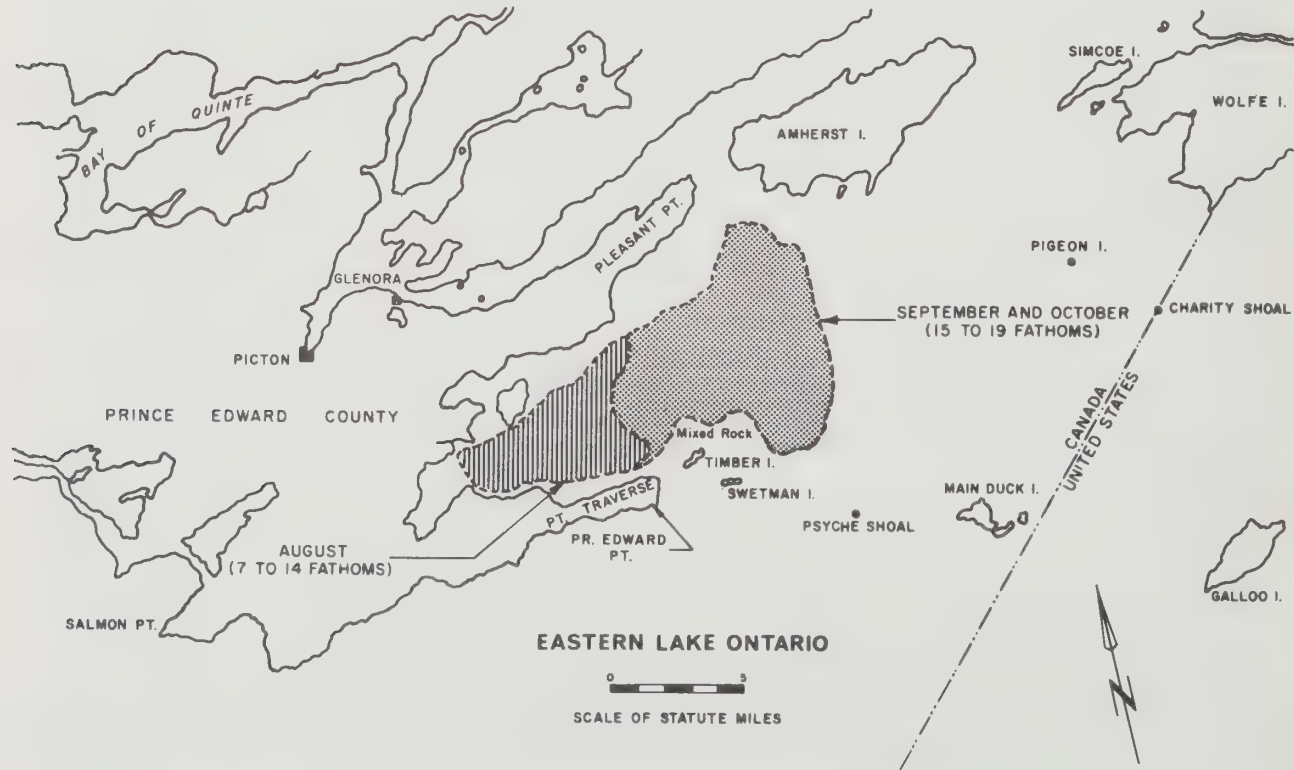 SIMCOE I.
WOLFE I.
BAY OF QUINTE
AMHERST I.
PLEASANT PT.
PIGEON I.
GLENORA
CHARITY SHOAL
SEPTEMBER AND OCTOBER
(15 TO 19 FATHOMS)
PICTON
PRINCE EDWARD COUNTY
CANADA
UNITED STATES
Mixed Rock
TIMBER I.
SWETMAN I.
MAIN DUCK I.
PT. TRAVERSE
PSYCHE SHOAL
PR. EDWARD
PT.
AUGUST
(7 TO 14 FATHOMS)
GALLOO I.
SALMON PT.
EASTERN LAKE ONTARIO
0 5
SCALE OF STATUTE MILES
N